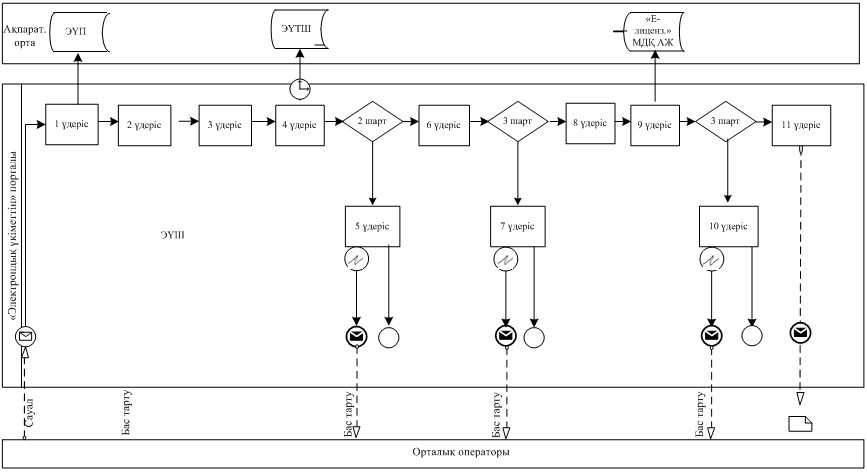 Ақпарат.
орта
ЭҮП
ЭҮТШ
«Е-
лиценз.»
МДҚ АЖ
«Электрондық үкіметтің» порталы
1 үдеріс
2 үдеріс
3 үдеріс
4 үдеріс
2 шарт
6 үдеріс
3 шарт
8 үдеріс
9 үдеріс
3 шарт
11 үдеріс
5 үдеріс
7 үдеріс
10 үдеріс
ЭҮШ
Сауал
Бас тарту
Бас тарту
Бас тарту
Бас тарту
Орталық операторы